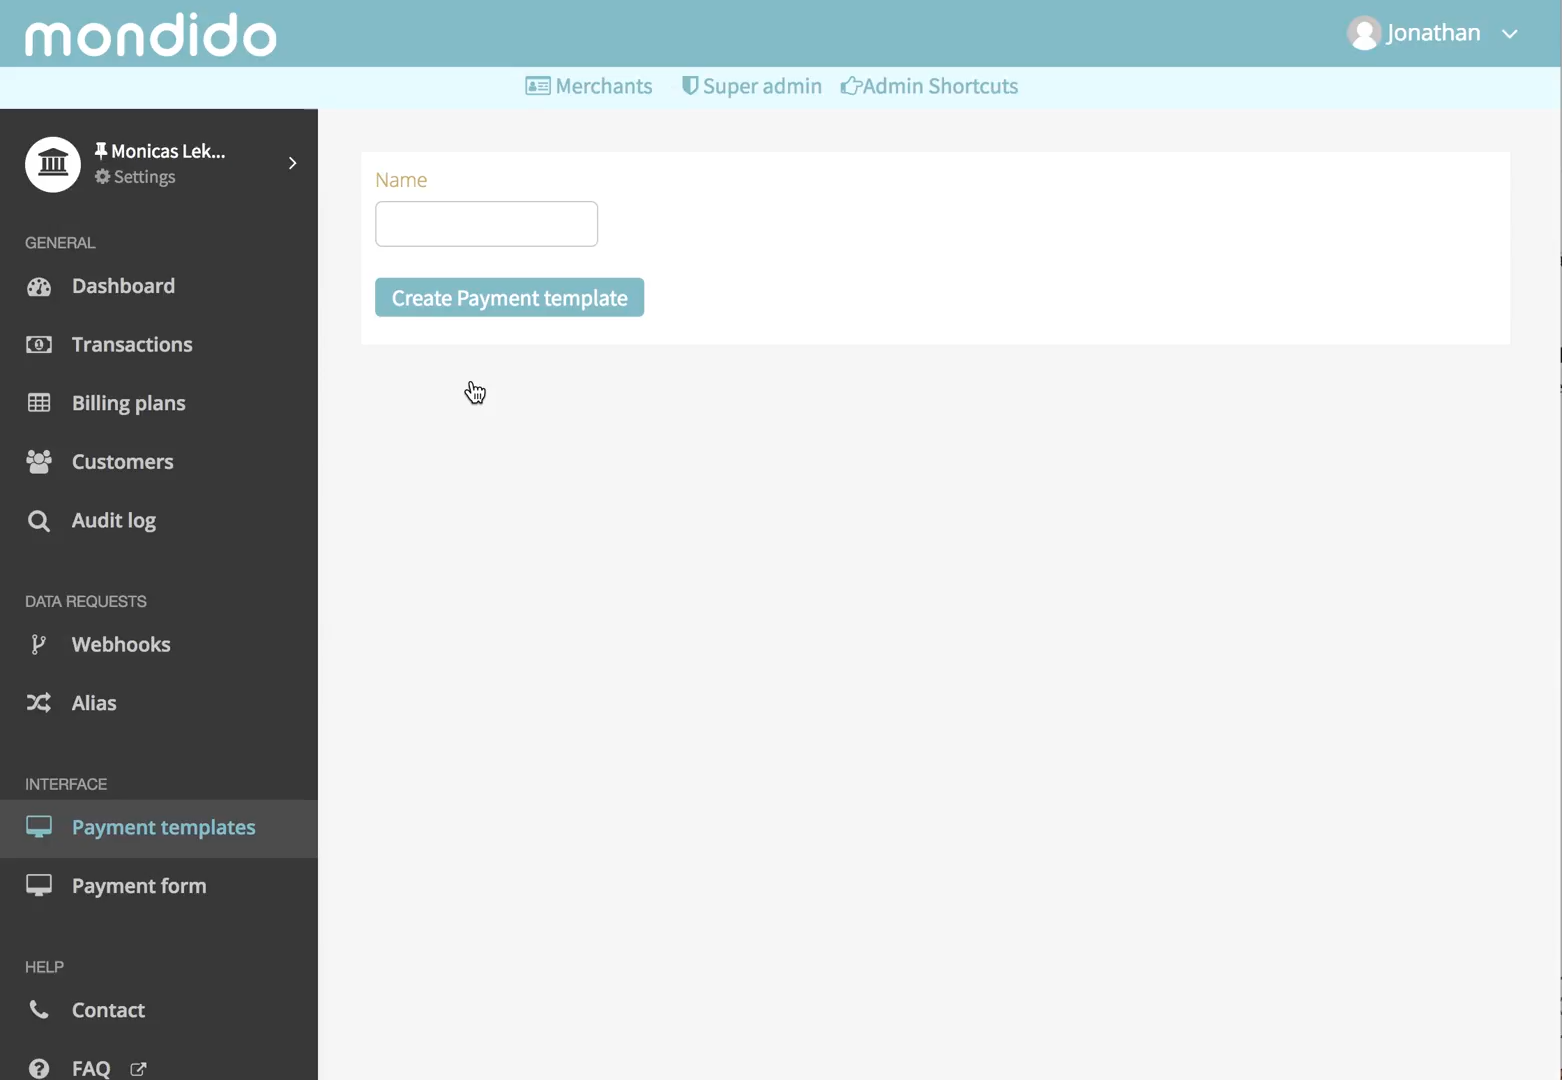 mondido
Jonathan
Merchants Super admin Admin Shortcuts
Monicas Lek...
Settings
GENERAL
Dashboard
Transactions
Billing plans
Customers
Audit log
DATA REQUESTS
Webhooks
Alias
INTERFACE
Payment templates
Payment form
HELP
Contact
FAQ
Name
Create Payment template